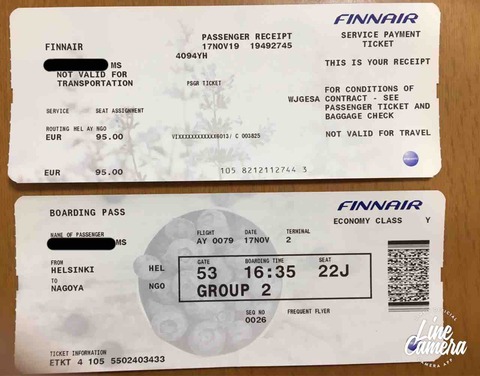 FINNAIR
PASSENGER RECEIPT
17NOV19 19492745
4094YH
MS
NOT VALID FOR
TRANSPORTATION
PSGR TICKET
SERVICE SEAT ASSIGNMENT
ROUTING HEL AY NGO
EUR 95.00
VIXXXXXXXXXXXX6013/ C 003825
EUR 95.00
105 8212112744 3
FINNAIR
SERVICE PAYMENT
TICKET
THIS IS YOUR RECEIPT
WJGESA
FOR CONDITIONS OF
CONTRACT - SEE
PASSENGER TICKET AND
BAGGAGE CHECK
NOT VALID FOR TRAVEL
BOARDING PASS
FINNAIR
ECONOMY CLASS Y
NAME OF PASSENGER
MS
FLIGHT DATE TERMINAL
AY 0079 17NOV 2
FROM
HELSINKI HEL
TO
NAGOYA NGO
GATE BOARDING TIME SEAT
53 16:35 22J
GROUP 2
SEQ NO FREQUENT FLYER
0026
TICKET INFORMATION
ETKT 4 105 5502403433
Line
Camera